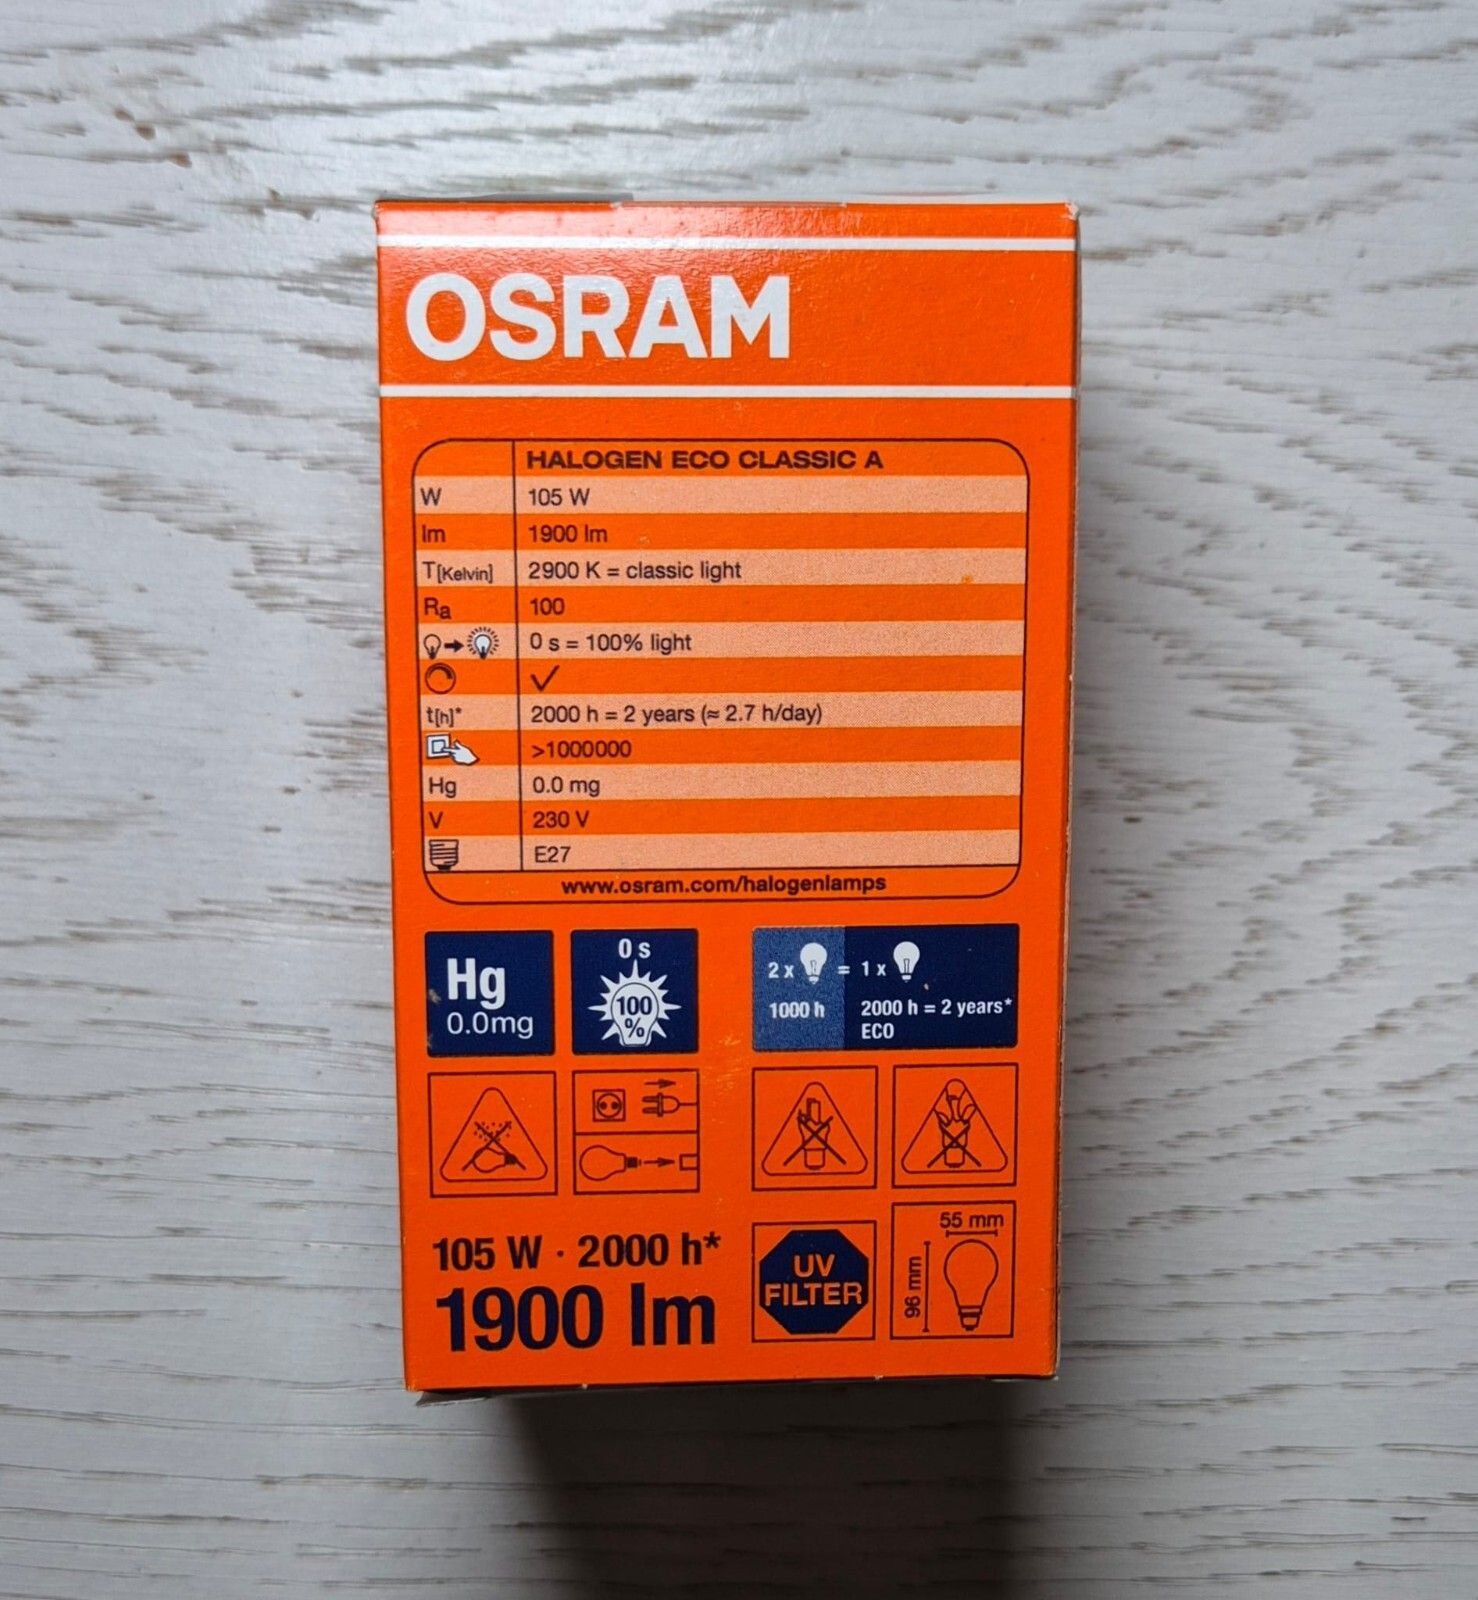 OSRAM
HALOGEN ECO CLASSIC A
W 105 W
lm 1900 lm
T[Kelvin] 2900 K = classic light
Ra 100
0 s = 100% light
✓
t[h]* 2000 h = 2 years (≈ 2.7 h/day)
>1000000
Hg 0.0 mg
V 230 V
E27
www.osram.com/halogenlamps
Hg
0.0mg
0 s
100
%
2 x = 1 x
1000 h 2000 h = 2 years*
ECO
105 W · 2000 h*
1900 lm
UV
FILTER
55 mm
96 mm